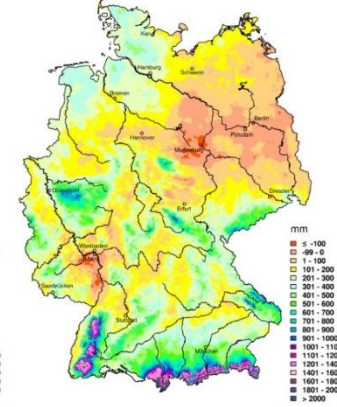 Kiel
Hamburg
Schwerin
Bremen
Berlin
Hannover
Potsdam
Magdeburg
Düsseldorf
Dresden
Erfurt
Wiesbaden
Mainz
Saarbrücken
Stuttgart
München
mm
≤ -100
-99 - 0
1 - 100
101 - 200
201 - 300
301 - 400
401 - 500
501 - 600
601 - 700
701 - 800
801 - 900
> 2000